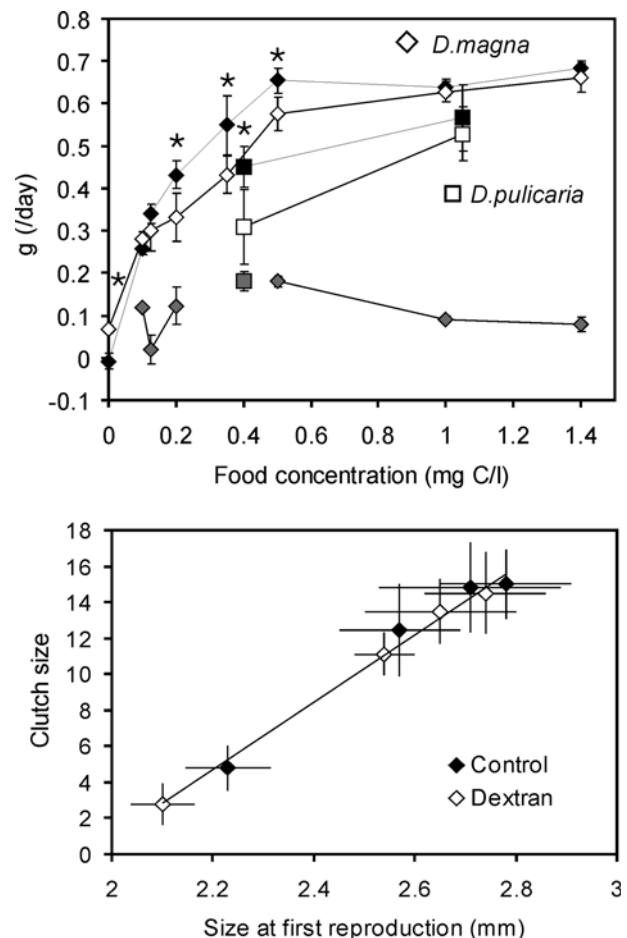 0.8
0.7
0.6
0.5
0.4
0.3
0.2
0.1
0
-0.1
g (/day)
* * * * *
D.magna
D.pulicaria
0 0.2 0.4 0.6 0.8 1 1.2 1.4
Food concentration (mg C/l)
18
16
14
12
10
8
6
4
2
0
Clutch size
Control
Dextran
2 2.2 2.4 2.6 2.8 3
Size at first reproduction (mm)